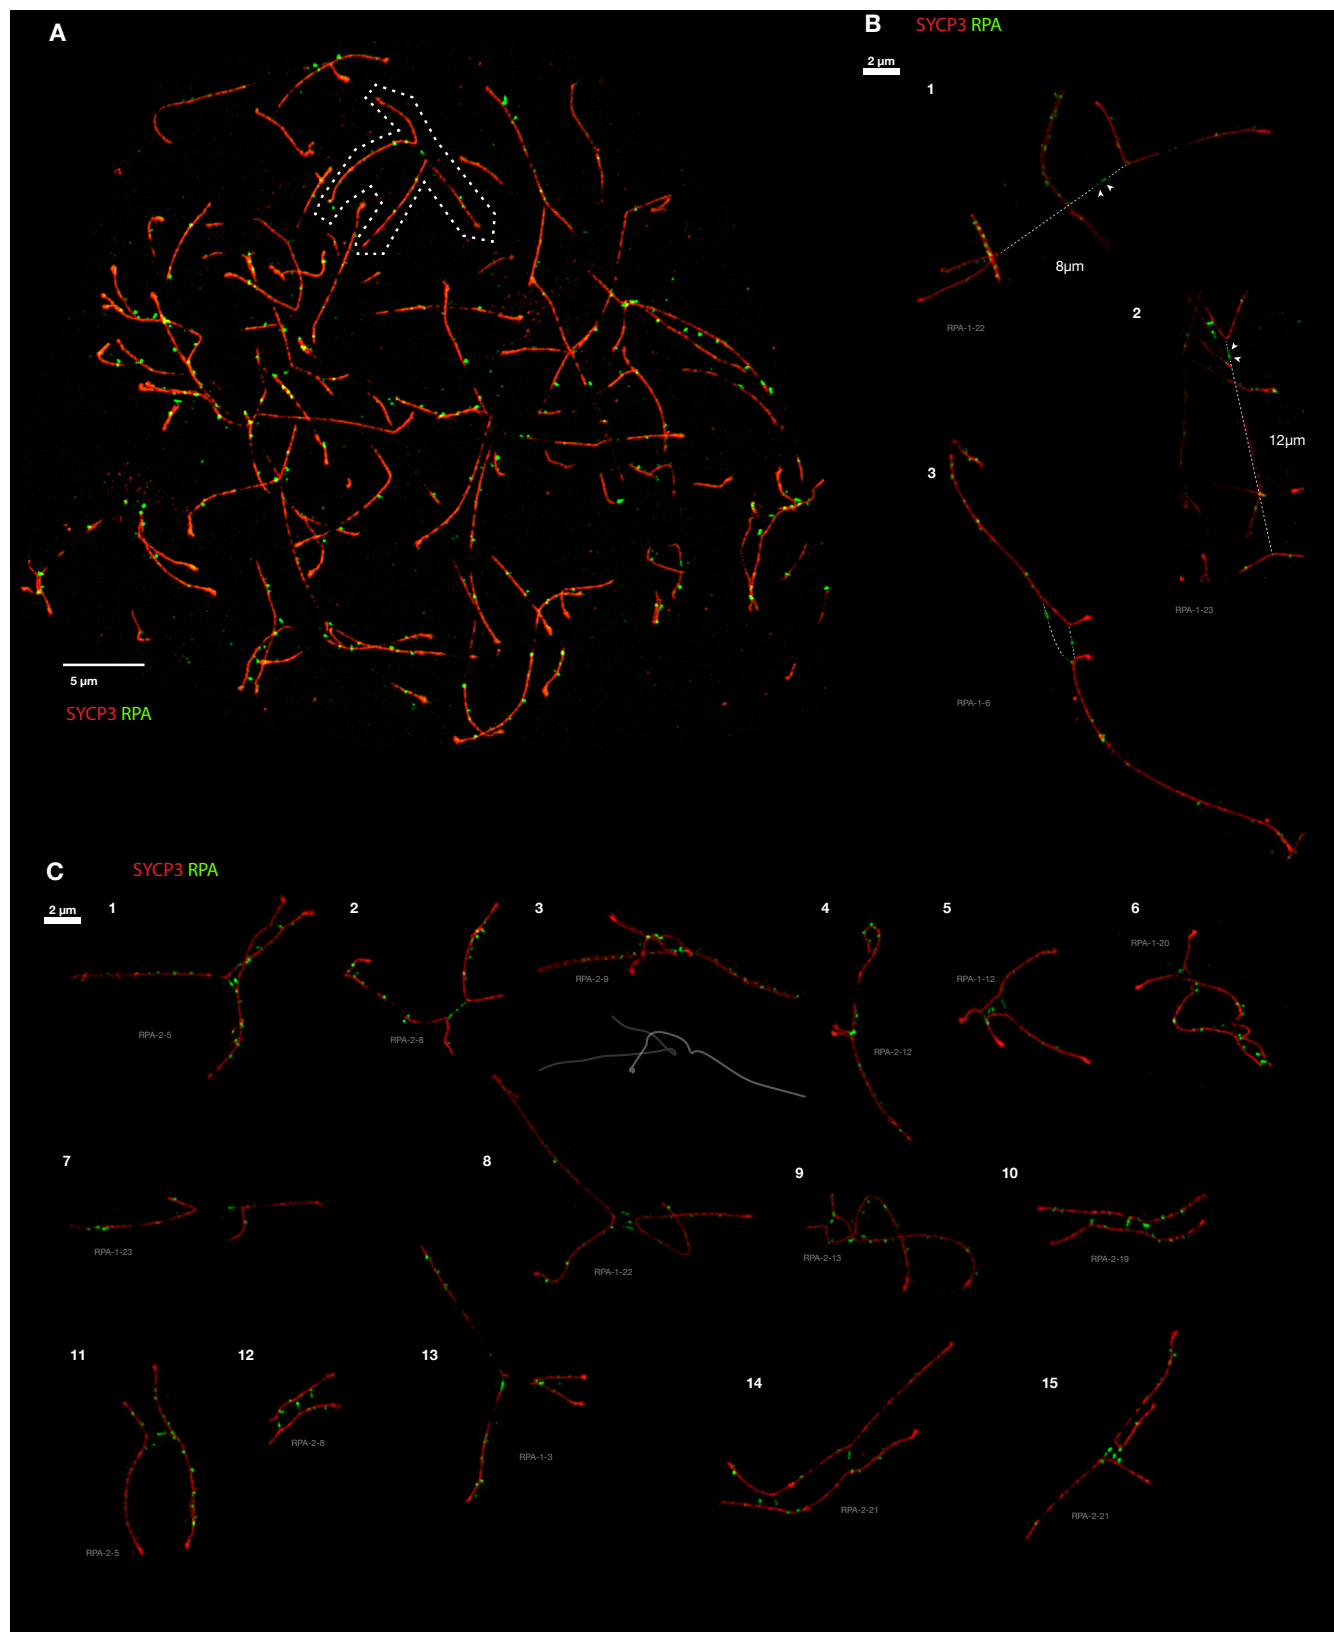 A
5 µm
SYCP3 RPA
B
SYCP3 RPA
2 µm
1
8µm
RPA-1-22
2
12µm
RPA-1-23
3
RPA-1-6
C
SYCP3 RPA
2 µm
1
RPA-2-5
2
RPA-2-8
3
RPA-2-9
4
RPA-2-12
5
RPA-1-12
6
RPA-1-20
7
RPA-1-23
8
RPA-1-22
9
RPA-2-13
10
RPA-2-19
11
RPA-2-5
12
RPA-2-8
13
RPA-1-3
14
RPA-2-21
15
RPA-2-21